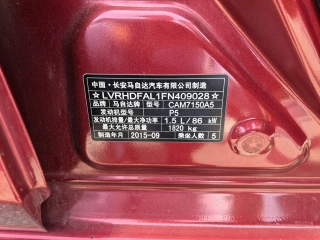 中国·长安马自达汽车有限公司制造
☆LVRHDFAL1FN409028☆
品牌 马自达牌 型号 CAM7150A5
发动机型号 P5
发动机排量/最大净功率 1.5 L/86 kW
最大允许总质量 1820 kg
制造年月 2015-09 乘坐人数 5